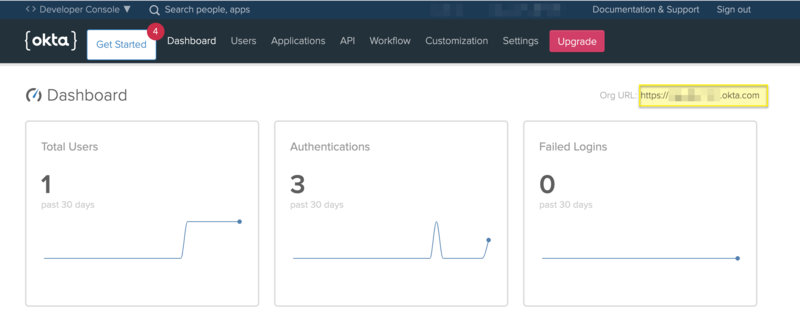 <> Developer Console ▼ Search people, apps Documentation & Support Sign out
{okta} Get Started 4 Dashboard Users Applications API Workflow Customization Settings Upgrade
Dashboard Org URL: https:// .okta.com
Total Users Authentications Failed Logins
1 3 0
past 30 days past 30 days past 30 days